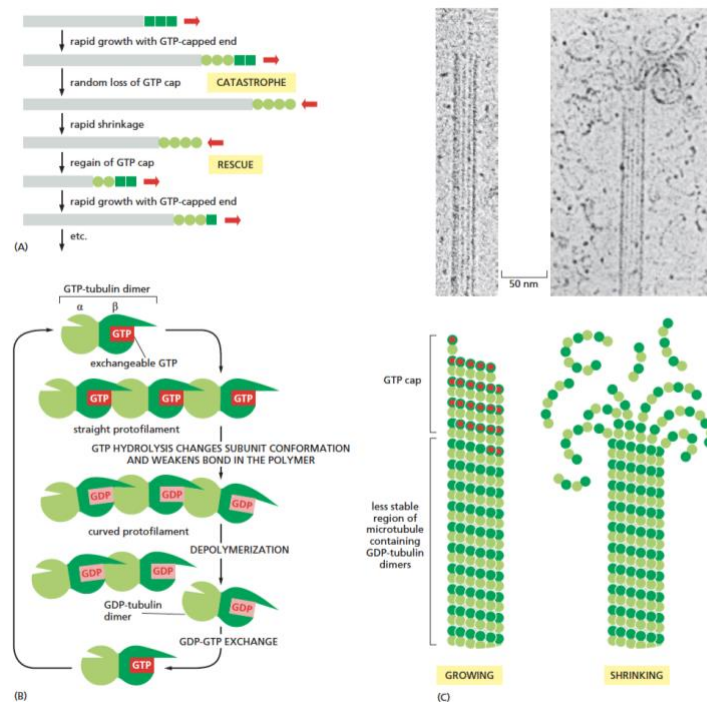 rapid growth with GTP-capped end
random loss of GTP cap
CATASTROPHE
rapid shrinkage
regain of GTP cap
RESCUE
rapid growth with GTP-capped end
etc.
(A)
50 nm
GTP-tubulin dimer
α β
GTP
exchangeable GTP
GTP GTP GTP
straight protofilament
GTP HYDROLYSIS CHANGES SUBUNIT CONFORMATION
AND WEAKENS BOND IN THE POLYMER
GDP GDP GDP
curved protofilament
DEPOLYMERIZATION
GDP GDP
GDP
GDP-tubulin
dimer
GDP-GTP EXCHANGE
GTP
(B)
GTP cap
less stable
region of
microtubule
containing
GDP-tubulin
dimers
GROWING
SHRINKING
(C)